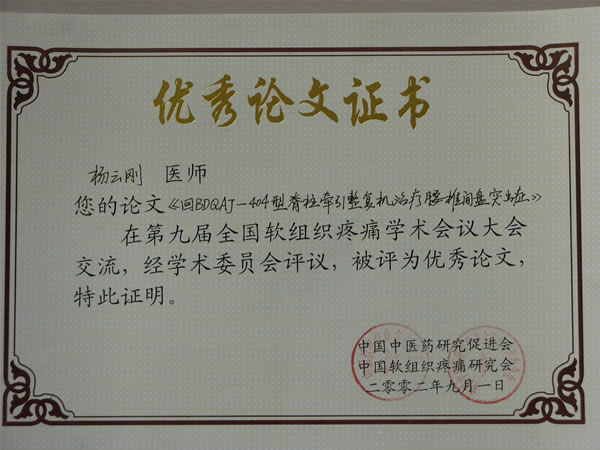 优秀论文证书
杨云刚 医师
您的论文《回BDQAJ-404型脊柱牵引整复机治疗腰椎间盘突出症》
在第九届全国软组织疼痛学术会议大会
交流，经学术委员会评议，被评为优秀论文，
特此证明。
中国中医药研究促进会
中国软组织疼痛研究会
二零零二年九月一日